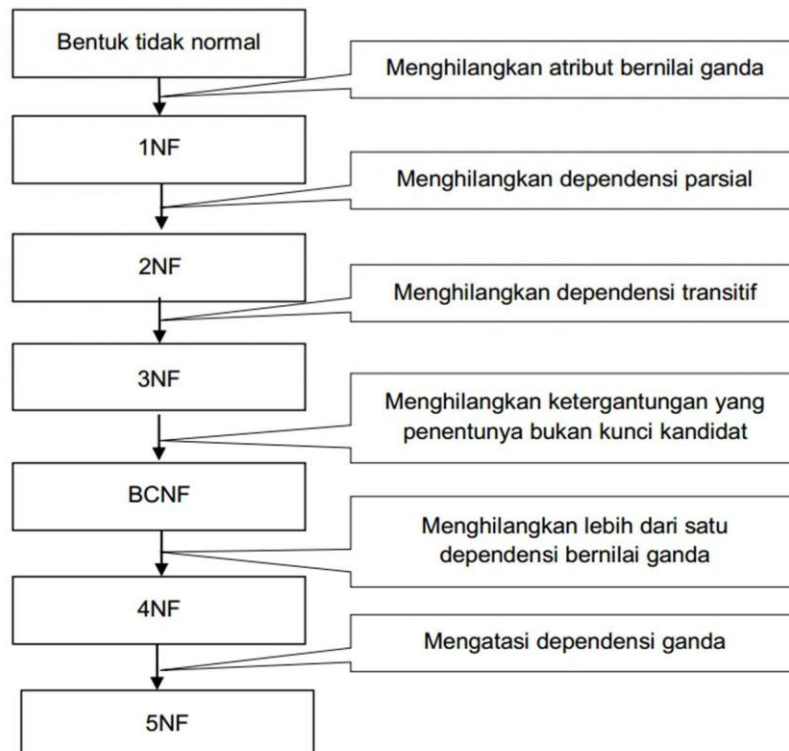 Bentuk tidak normal
Menghilangkan atribut bernilai ganda
1NF
Menghilangkan dependensi parsial
2NF
Menghilangkan dependensi transitif
3NF
Menghilangkan ketergantungan yang
penentunya bukan kunci kandidat
BCNF
Menghilangkan lebih dari satu
dependensi bernilai ganda
4NF
Mengatasi dependensi ganda
5NF